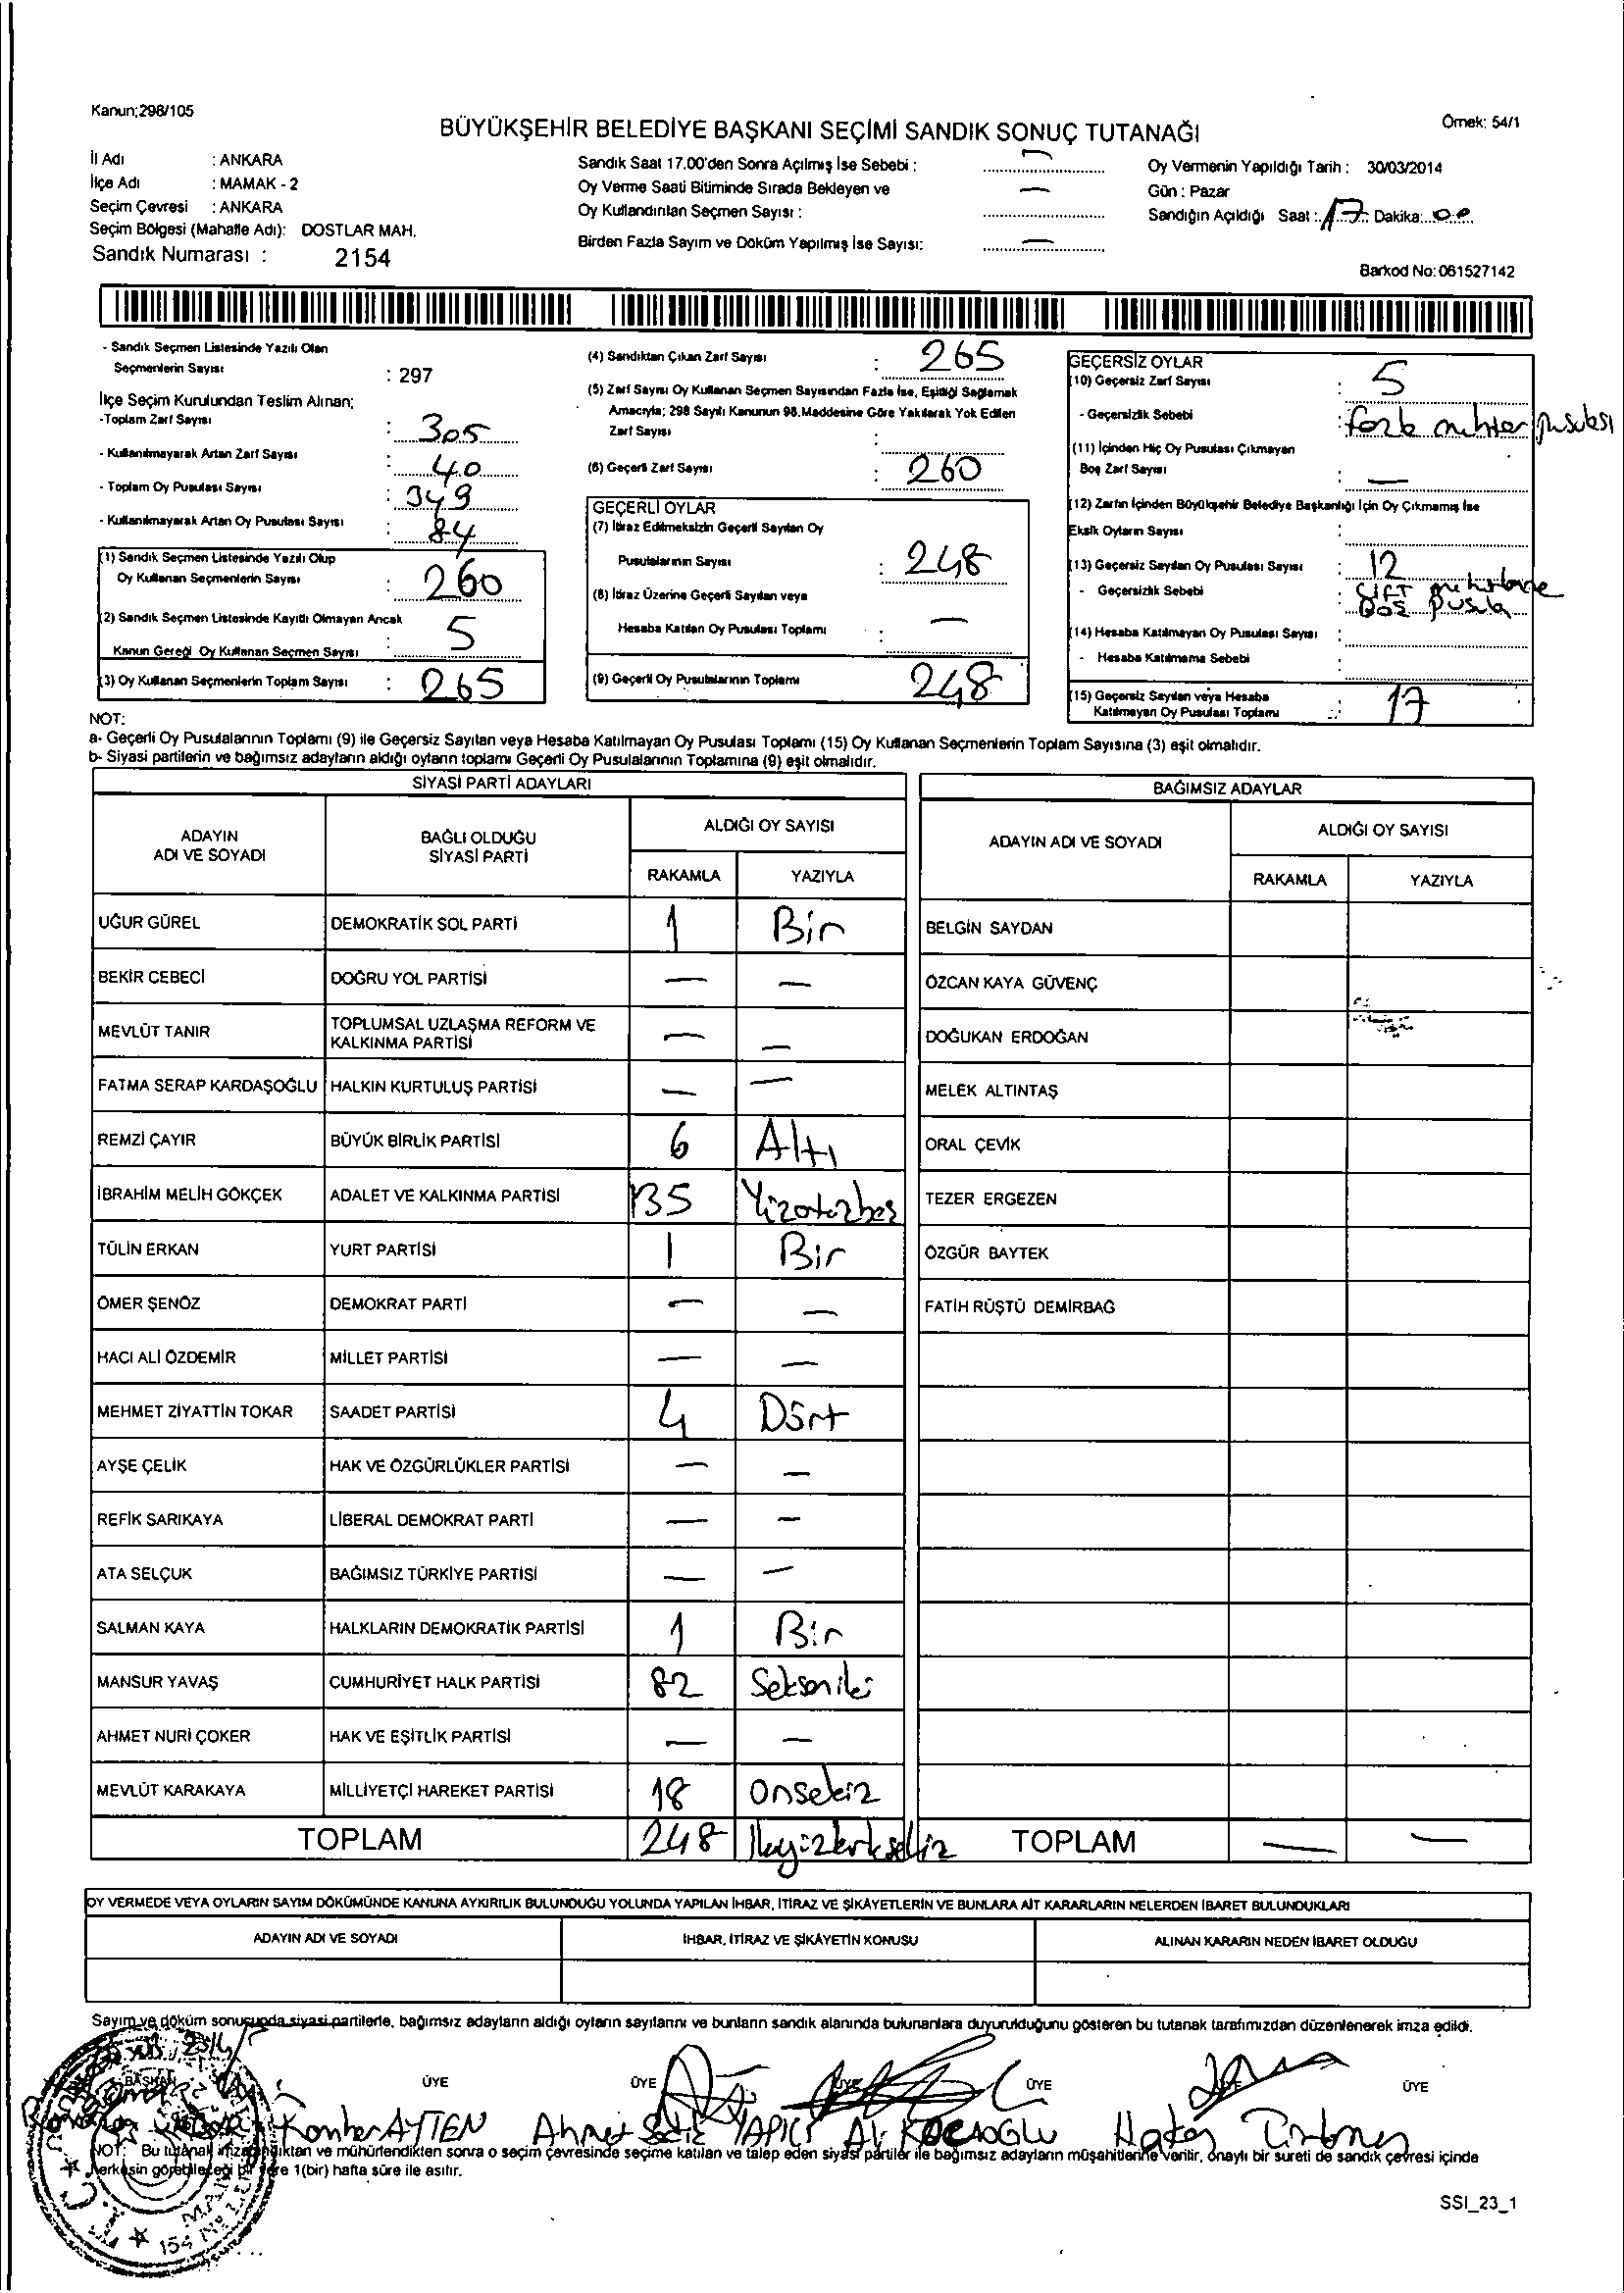 Kanun;298/105
Örnek: 54/1
BÜYÜKŞEHİR BELEDİYE BAŞKANI SEÇİMİ SANDIK SONUÇ TUTANAĞI
İl Adı : ANKARA
İlçe Adı : MAMAK - 2
Seçim Çevresi : ANKARA
Seçim Bölgesi (Mahalle Adı): DOSTLAR MAH.
Sandık Numarası : 2154
Sandık Saat 17.00'den Sonra Açılmış İse Sebebi : —
Oy Verme Saati Bitiminde Sırada Bekleyen ve
Oy Kullandırılan Seçmen Sayısı : —
Birden Fazla Sayım ve Döküm Yapılmış İse Sayısı: —
Oy Vermenin Yapıldığı Tarih : 30/03/2014
Gün : Pazar
Sandığın Açıldığı Saat : 17 Dakika: 00
Barkod No: 061527142
- Sandık Seçmen Listesinde Yazılı Olan
Seçmenlerin Sayısı : 297
İlçe Seçim Kurulundan Teslim Alınan;
-Toplam Zarf Sayısı : 305
- Kullanılmayarak Artan Zarf Sayısı : 40
- Toplam Oy Pusulası Sayısı : 349
- Kullanılmayarak Artan Oy Pusulası Sayısı : 84
(1) Sandık Seçmen Listesinde Yazılı Olup
Oy Kullanan Seçmenlerin Sayısı : 260
(2) Sandık Seçmen Listesinde Kayıtlı Olmayan Ancak
Kanun Gereği Oy Kullanan Seçmen Sayısı : 5
(3) Oy Kullanan Seçmenlerin Toplam Sayısı : 265
(4) Sandıktan Çıkan Zarf Sayısı : 265
(5) Zarf Sayısı Oy Kullanan Seçmen Sayısından Fazla İse, Eşitliği Sağlamak
Amacıyla; 298 Sayılı Kanunun 98.Maddesine Göre Yakılarak Yok Edilen
Zarf Sayısı :
(6) Geçerli Zarf Sayısı : 260
GEÇERLİ OYLAR
(7) İtiraz Edilmeksizin Geçerli Sayılan Oy
Pusulalarının Sayısı : 248
(8) İtiraz Üzerine Geçerli Sayılan veya
Hesaba Katılan Oy Pusulası Toplamı : —
(9) Geçerli Oy Pusulalarının Toplamı : 248
GEÇERSİZ OYLAR
(10) Geçersiz Zarf Sayısı : 5
- Geçersizlik Sebebi : fazla muhtar pusulası
(11) İçinden Hiç Oy Pusulası Çıkmayan
Boş Zarf Sayısı : —
(12) Zarfın İçinden Büyükşehir Belediye Başkanlığı İçin Oy Çıkmamış İse
Eksik Oyların Sayısı :
(13) Geçersiz Sayılan Oy Pusulası Sayısı : 12
- Geçersizlik Sebebi : ÇİFT
BOŞ Pusula
(14) Hesaba Katılmayan Oy Pusulası Sayısı :
- Hesaba Katılmama Sebebi :
(15) Geçersiz Sayılan veya Hesaba
Katılmayan Oy Pusulası Toplamı : 17
NOT:
a- Geçerli Oy Pusulalarının Toplamı (9) ile Geçersiz Sayılan veya Hesaba Katılmayan Oy Pusulası Toplamı (15) Oy Kullanan Seçmenlerin Toplam Sayısına (3) eşit olmalıdır.
b- Siyasi partilerin ve bağımsız adayların aldığı oyların toplamı Geçerli Oy Pusulalarının Toplamına (9) eşit olmalıdır.
SİYASİ PARTİ ADAYLARI
ADAYIN ADI VE SOYADI BAĞLI OLDUĞU SİYASİ PARTİ ALDIĞI OY SAYISI
RAKAMLA YAZIYLA
UĞUR GÜREL DEMOKRATİK SOL PARTİ 1 Bir
BEKİR CEBECİ DOĞRU YOL PARTİSİ — —
MEVLÜT TANIR TOPLUMSAL UZLAŞMA REFORM VE KALKINMA PARTİSİ — —
FATMA SERAP KARDAŞOĞLU HALKIN KURTULUŞ PARTİSİ — —
REMZİ ÇAYIR BÜYÜK BİRLİK PARTİSİ 6 Altı
İBRAHİM MELİH GÖKÇEK ADALET VE KALKINMA PARTİSİ 135 Yüzotuzbeş
TÜLİN ERKAN YURT PARTİSİ 1 Bir
ÖMER ŞENÖZ DEMOKRAT PARTİ — —
HACI ALİ ÖZDEMİR MİLLET PARTİSİ — —
MEHMET ZİYATTİN TOKAR SAADET PARTİSİ 4 Dört
AYŞE ÇELİK HAK VE ÖZGÜRLÜKLER PARTİSİ — —
REFİK SARIKAYA LİBERAL DEMOKRAT PARTİ — —
ATA SELÇUK BAĞIMSIZ TÜRKİYE PARTİSİ — —
SALMAN KAYA HALKLARIN DEMOKRATİK PARTİSİ 1 Bir
MANSUR YAVAŞ CUMHURİYET HALK PARTİSİ 82 Sekseniki
AHMET NURİ ÇOKER HAK VE EŞİTLİK PARTİSİ — —
MEVLÜT KARAKAYA MİLLİYETÇİ HAREKET PARTİSİ 18 Onsekiz
TOPLAM 248
BAĞIMSIZ ADAYLAR
ADAYIN ADI VE SOYADI ALDIĞI OY SAYISI
RAKAMLA YAZIYLA
BELGİN SAYDAN
ÖZCAN KAYA GÜVENÇ
DOĞUKAN ERDOĞAN
MELEK ALTINTAŞ
ORAL ÇEVİK
TEZER ERGEZEN
ÖZGÜR BAYTEK
FATİH RÜŞTÜ DEMİRBAĞ
TOPLAM — —
OY VERMEDE VEYA OYLARIN SAYIM DÖKÜMÜNDE KANUNA AYKIRILIK BULUNDUĞU YOLUNDA YAPILAN İHBAR, İTİRAZ VE ŞİKÂYETLERİN VE BUNLARA AİT KARARLARIN NELERDEN İBARET BULUNDUKLARI
ADAYIN ADI VE SOYADI İHBAR, İTİRAZ VE ŞİKÂYETİN KONUSU ALINAN KARARIN NEDEN İBARET OLDUĞU
Sayım ve döküm sonucunda siyasi partilerle, bağımsız adayların aldığı oyların sayılarını ve bunların sandık alanında bulunanlara duyurulduğunu gösteren bu tutanak tarafımızdan düzenlenerek imza edildi.
BAŞKAN ÜYE ÜYE ÜYE ÜYE ÜYE ÜYE
AYTEN Ahmet YAPICI Ali KOCAOĞLU
NOT: Bu tutanak imzalandıktan ve mühürlendikten sonra o seçim çevresinde seçime katılan ve talep eden siyasi partiler ile bağımsız adayların müşahitlerine verilir, onaylı bir sureti de sandık çevresi içinde
herkesin görebileceği bir yere 1(bir) hafta süre ile asılır.
SSI_23_1